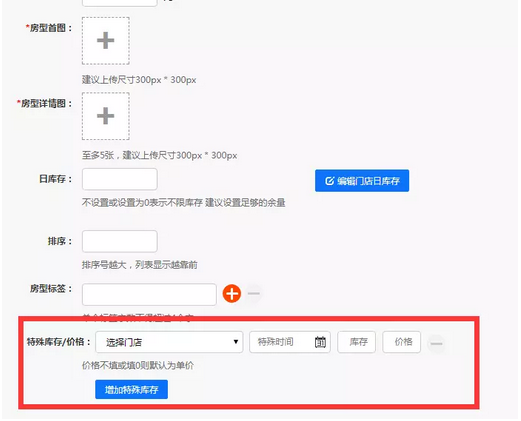 *房型首图：
建议上传尺寸300px * 300px
*房型详情图：
至多5张，建议上传尺寸300px * 300px
日库存：
编辑门店日库存
不设置或设置为0表示不限库存 建议设置足够的余量
排序：
排序号越大，列表显示越靠前
房型标签：
特殊库存/价格： 选择门店 特殊时间 库存 价格
价格不填或填0则默认为单价
增加特殊库存